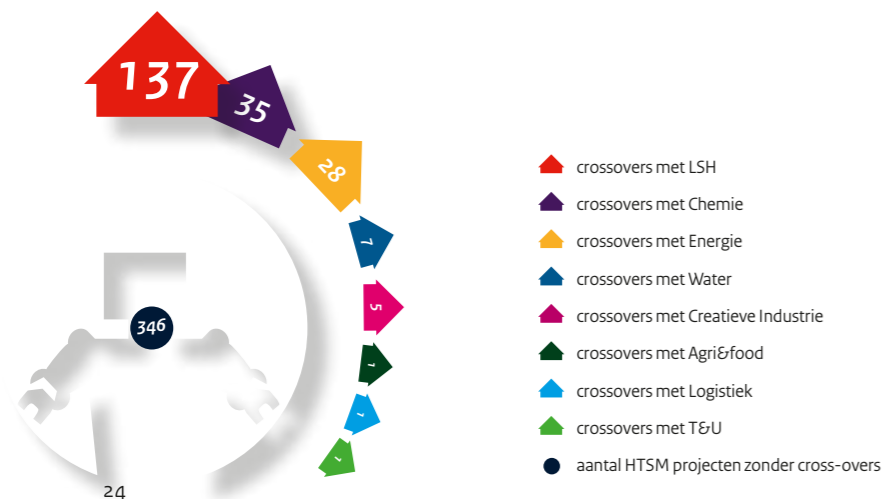 137
35
28
7
5
1
1
1
346
24
crossovers met LSH
crossovers met Chemie
crossovers met Energie
crossovers met Water
crossovers met Creatieve Industrie
crossovers met Agri&food
crossovers met Logistiek
crossovers met T&U
aantal HTSM projecten zonder cross-overs